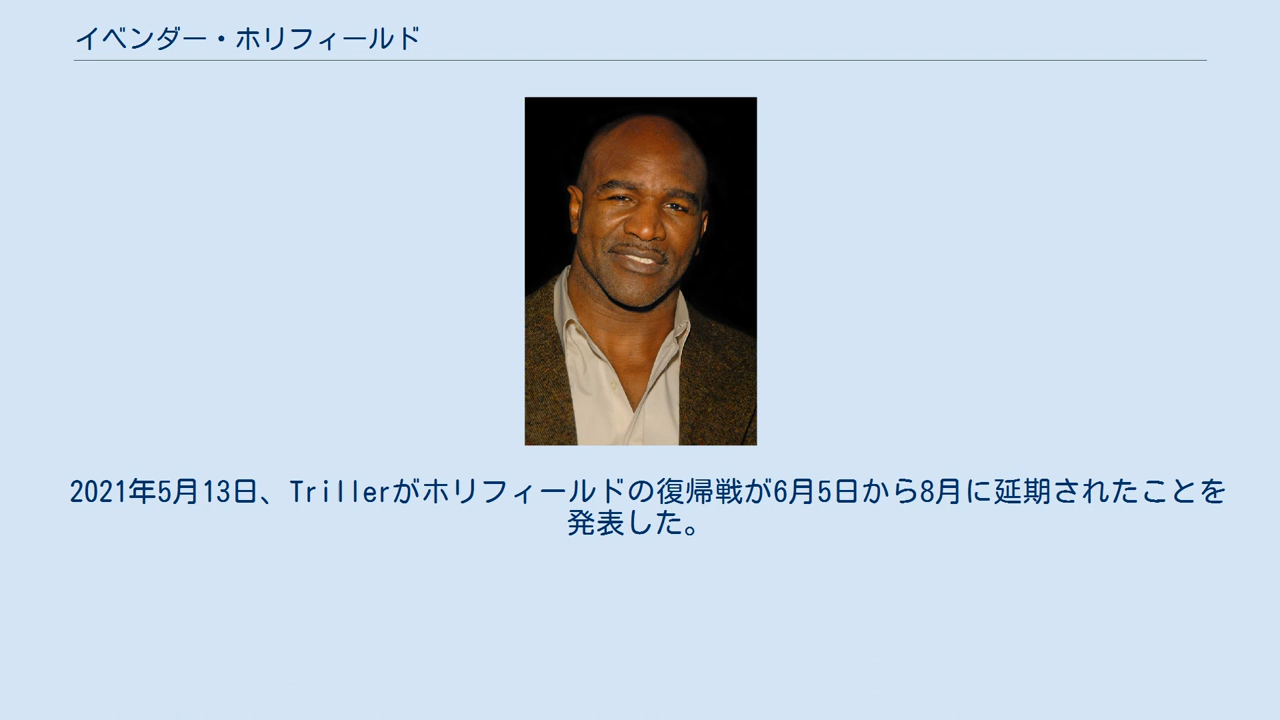 イベンダー・ホリフィールド
2021年5月13日、Trillerがホリフィールドの復帰戦が6月5日から8月に延期されたことを
発表した。